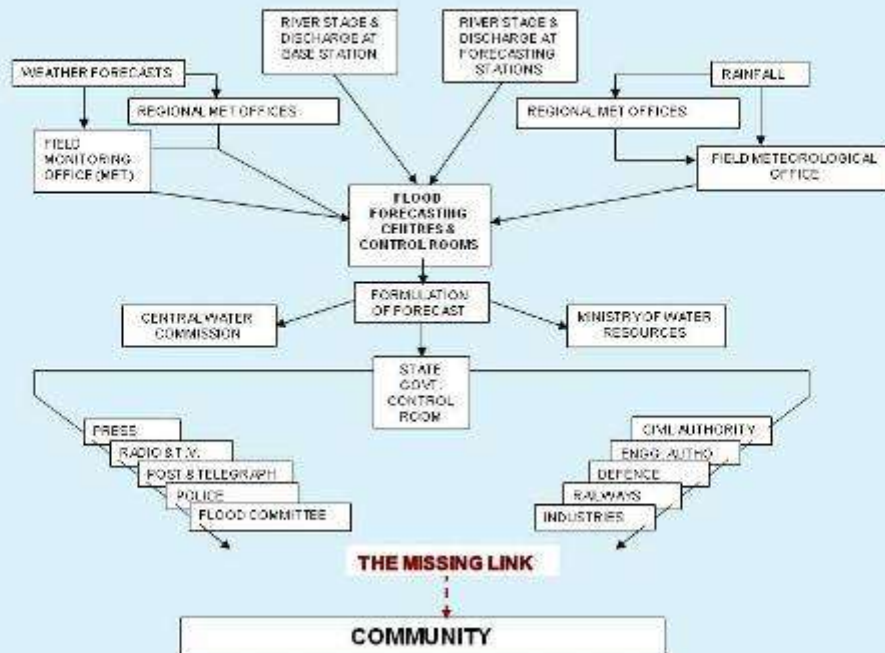 RIVER STAGE &
DISCHARGE AT
BASE STATION
RIVER STAGE &
DISCHARGE AT
FORECASTING
STATIONS
WEATHER FORECASTS
RAINFALL
REGIONAL MET OFFICES
REGIONAL MET OFFICES
FIELD
MONITORING
OFFICE (MET)
FIELD METEOROLOGICAL
OFFICE
FLOOD
FORECASTING
CENTRES &
CONTROL ROOMS
FORMULATION
OF FORECAST
CENTRAL WATER
COMMISSION
MINISTRY OF WATER
RESOURCES
STATE
GOVT.
CONTROL
ROOM
PRESS
RADIO & T.V.
POST & TELEGRAPH
POLICE
FLOOD COMMITTEE
CIVIL AUTHORITY
ENGG. AUTHO
DEFENCE
RAILWAYS
INDUSTRIES
THE MISSING LINK
COMMUNITY